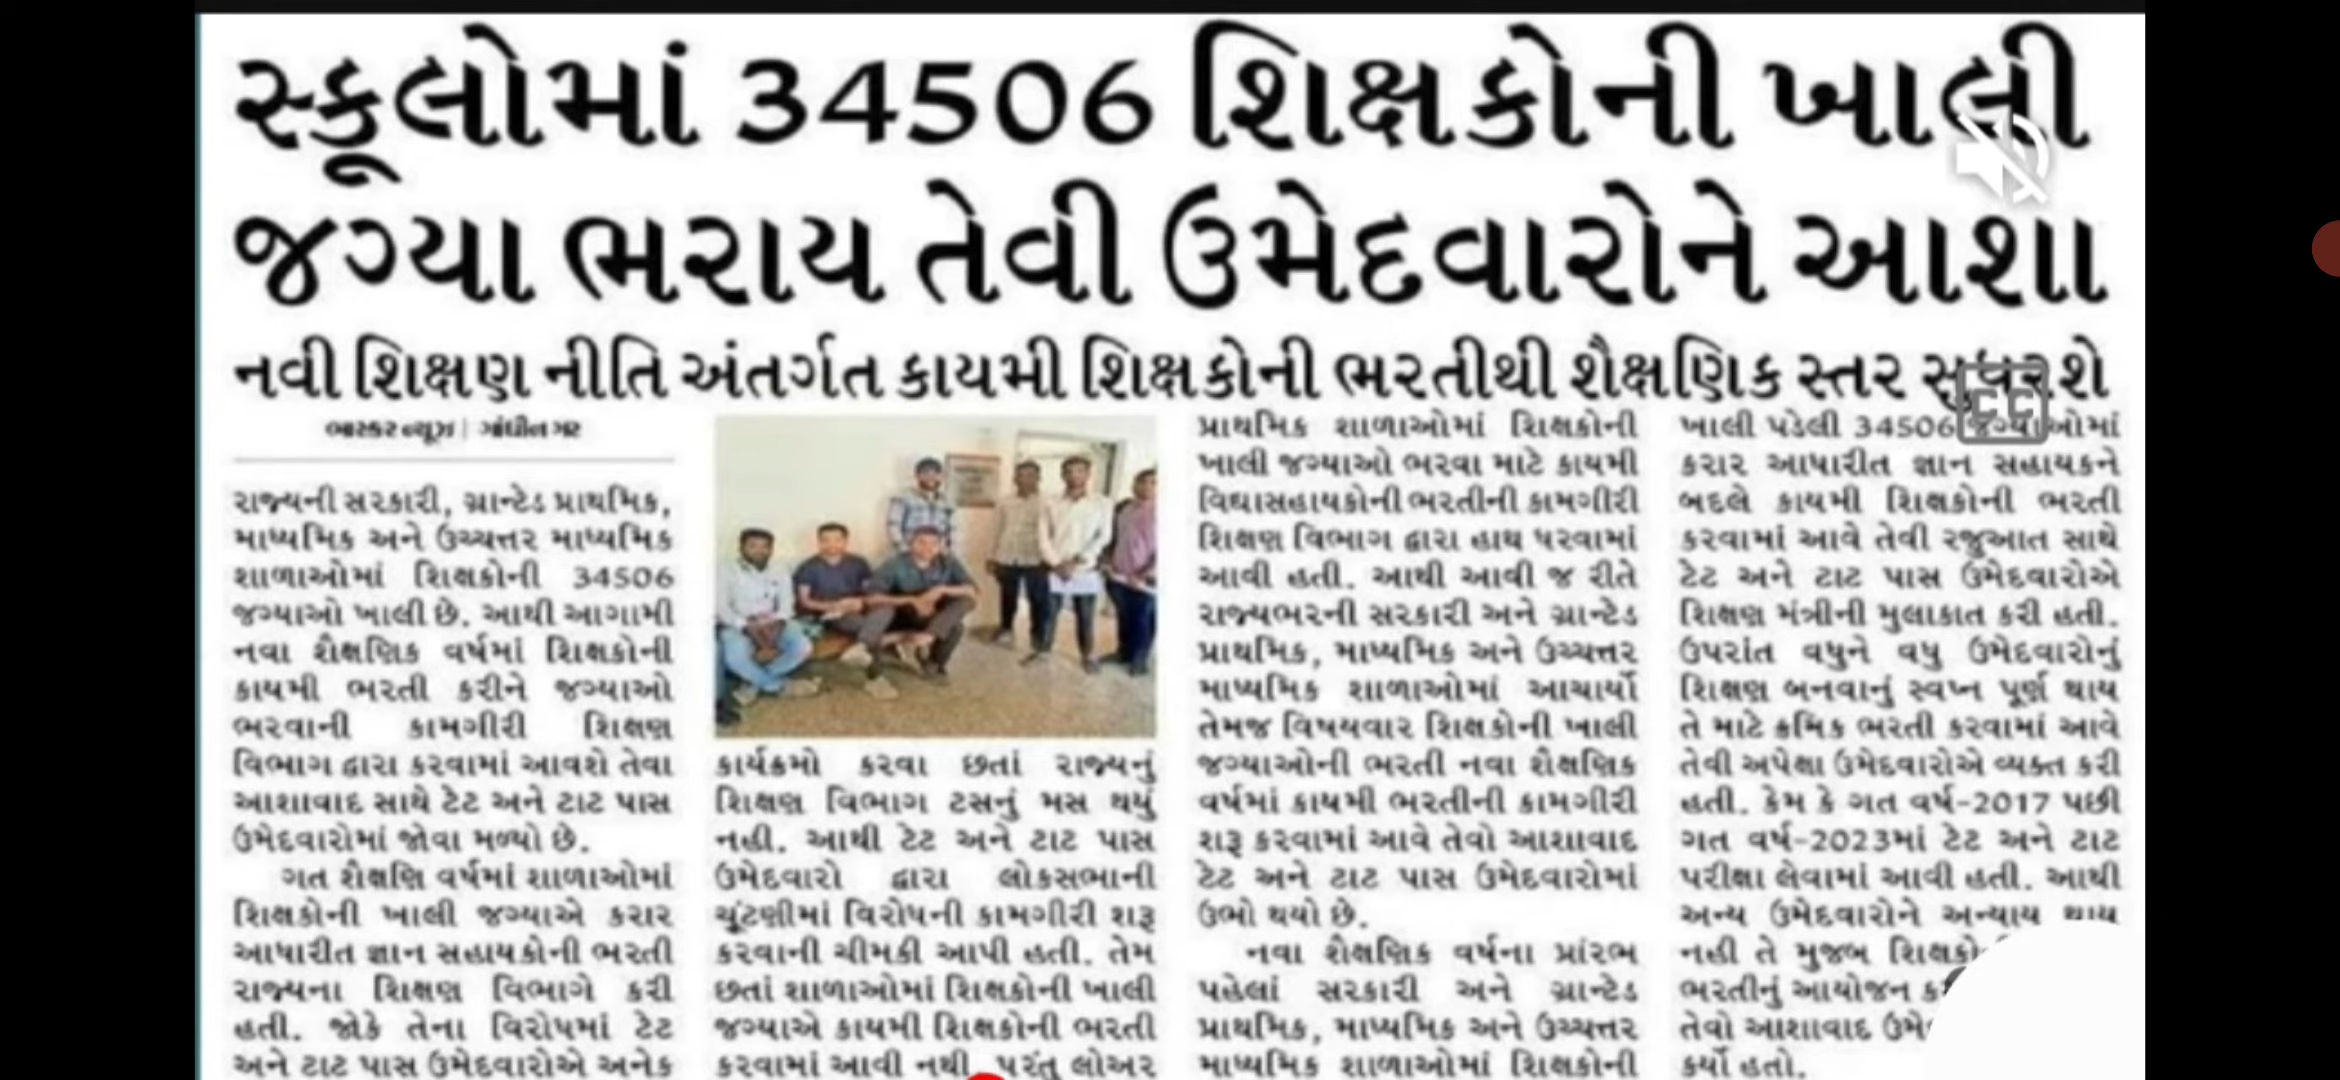 સ્કૂલોમાં 34506 શિક્ષકોની ખાલી
જગ્યા ભરાય તેવી ઉમેદવારોને આશા
નવી શિક્ષણ નીતિ અંતર્ગત કાયમી શિક્ષકોની ભરતીથી શૈક્ષણિક સ્તર સુધરશે
ભાસ્કર ન્યૂઝ | ગાંધીનગર
રાજ્યની સરકારી, ગ્રાન્ટેડ પ્રાથમિક,
માધ્યમિક અને ઉચ્ચત્તર માધ્યમિક
શાળાઓમાં શિક્ષકોની 34506
જગ્યાઓ ખાલી છે. આથી આગામી
નવા શૈક્ષણિક વર્ષમાં શિક્ષકોની
કાયમી ભરતી કરીને જગ્યાઓ
ભરવાની કામગીરી શિક્ષણ
વિભાગ દ્વારા કરવામાં આવશે તેવા
આશાવાદ સાથે ટેટ અને ટાટ પાસ
ઉમેદવારોમાં જોવા મળ્યો છે.
ગત શૈક્ષણિ વર્ષમાં શાળાઓમાં
શિક્ષકોની ખાલી જગ્યાએ કરાર
આધારીત જ્ઞાન સહાયકોની ભરતી
રાજ્યના શિક્ષણ વિભાગે કરી
હતી. જોકે તેના વિરોધમાં ટેટ
અને ટાટ પાસ ઉમેદવારોએ અનેક
કાર્યક્રમો કરવા છતાં રાજ્યનું
શિક્ષણ વિભાગ ટસનું મસ થયું
નહી. આથી ટેટ અને ટાટ પાસ
ઉમેદવારો દ્વારા લોકસભાની
ચૂંટણીમાં વિરોધની કામગીરી શરૂ
કરવાની ચીમકી આપી હતી. તેમ
છતાં શાળાઓમાં શિક્ષકોની ખાલી
જગ્યાએ કાયમી શિક્ષકોની ભરતી
કરવામાં આવી નથી. પરંતુ લોઅર
પ્રાથમિક શાળાઓમાં શિક્ષકોની
ખાલી જગ્યાઓ ભરવા માટે કાયમી
વિદ્યાસહાયકોની ભરતીની કામગીરી
શિક્ષણ વિભાગ દ્વારા હાથ ધરવામાં
આવી હતી. આથી આવી જ રીતે
રાજ્યભરની સરકારી અને ગ્રાન્ટેડ
પ્રાથમિક, માધ્યમિક અને ઉચ્ચત્તર
માધ્યમિક શાળાઓમાં આચાર્યો
તેમજ વિષયવાર શિક્ષકોની ખાલી
જગ્યાઓની ભરતી નવા શૈક્ષણિક
વર્ષમાં કાયમી ભરતીની કામગીરી
શરૂ કરવામાં આવે તેવો આશાવાદ
ટેટ અને ટાટ પાસ ઉમેદવારોમાં
ઉભો થયો છે.
નવા શૈક્ષણિક વર્ષના પ્રારંભ
પહેલાં સરકારી અને ગ્રાન્ટેડ
પ્રાથમિક, માધ્યમિક અને ઉચ્ચત્તર
માધ્યમિક શાળાઓમાં શિક્ષકોની
ખાલી પડેલી 34506 જગ્યાઓમાં
કરાર આધારીત જ્ઞાન સહાયકને
બદલે કાયમી શિક્ષકોની ભરતી
કરવામાં આવે તેવી રજુઆત સાથે
ટેટ અને ટાટ પાસ ઉમેદવારોએ
શિક્ષણ મંત્રીની મુલાકાત કરી હતી.
ઉપરાંત વધુને વધુ ઉમેદવારોનું
શિક્ષણ બનવાનું સ્વપ્ન પૂર્ણ થાય
તે માટે ક્રમિક ભરતી કરવામાં આવે
તેવી અપેક્ષા ઉમેદવારોએ વ્યક્ત કરી
હતી. કેમ કે ગત વર્ષ-2017 પછી
ગત વર્ષ-2023માં ટેટ અને ટાટ
પરીક્ષા લેવામાં આવી હતી. આથી
અન્ય ઉમેદવારોને અન્યાય થાય
નહી તે મુજબ
ભરતીનું આયોજન
તેવો આશાવાદ
કર્યો હતો.
CC